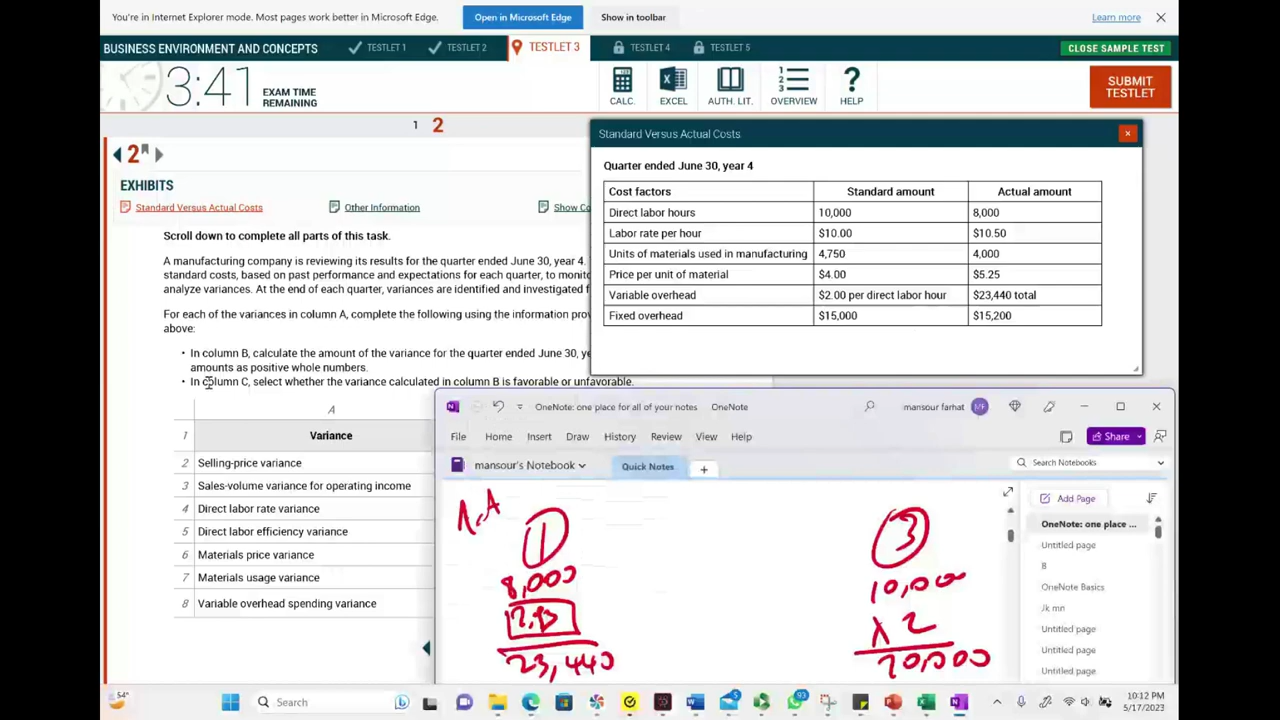 You're in Internet Explorer mode. Most pages work better in Microsoft Edge.
Open in Microsoft Edge
Show in toolbar
Learn more
BUSINESS ENVIRONMENT AND CONCEPTS
TESTLET 1
TESTLET 2
TESTLET 3
TESTLET 4
TESTLET 5
CLOSE SAMPLE TEST
3:41
EXAM TIME
REMAINING
CALC.
EXCEL
AUTH. LIT.
OVERVIEW
HELP
SUBMIT
TESTLET
1 2
2
EXHIBITS
Standard Versus Actual Costs
Other Information
Show Co
Scroll down to complete all parts of this task.
A manufacturing company is reviewing its results for the quarter ended June 30, year 4.
standard costs, based on past performance and expectations for each quarter, to monito
analyze variances. At the end of each quarter, variances are identified and investigated f
For each of the variances in column A, complete the following using the information prov
above:
• In column B, calculate the amount of the variance for the quarter ended June 30, ye
amounts as positive whole numbers.
• In column C, select whether the variance calculated in column B is favorable or unfavorable.
A
1 Variance
2 Selling-price variance
3 Sales-volume variance for operating income
4 Direct labor rate variance
5 Direct labor efficiency variance
6 Materials price variance
7 Materials usage variance
8 Variable overhead spending variance
Standard Versus Actual Costs
Quarter ended June 30, year 4
Cost factors Standard amount Actual amount
Direct labor hours 10,000 8,000
Labor rate per hour $10.00 $10.50
Units of materials used in manufacturing 4,750 4,000
Price per unit of material $4.00 $5.25
Variable overhead $2.00 per direct labor hour $23,440 total
Fixed overhead $15,000 $15,200
OneNote: one place for all of your notes OneNote
mansour farhat
MF
File Home Insert Draw History Review View Help
Share
mansour's Notebook
Quick Notes
Search Notebooks
Add Page
OneNote: one place ...
Untitled page
8
OneNote Basics
Jk mn
Untitled page
Untitled page
Untitled page
1
8,000
23,440
3
10,000
x 2
20,000
54°
Search
5
93
10:12 PM
5/17/2023